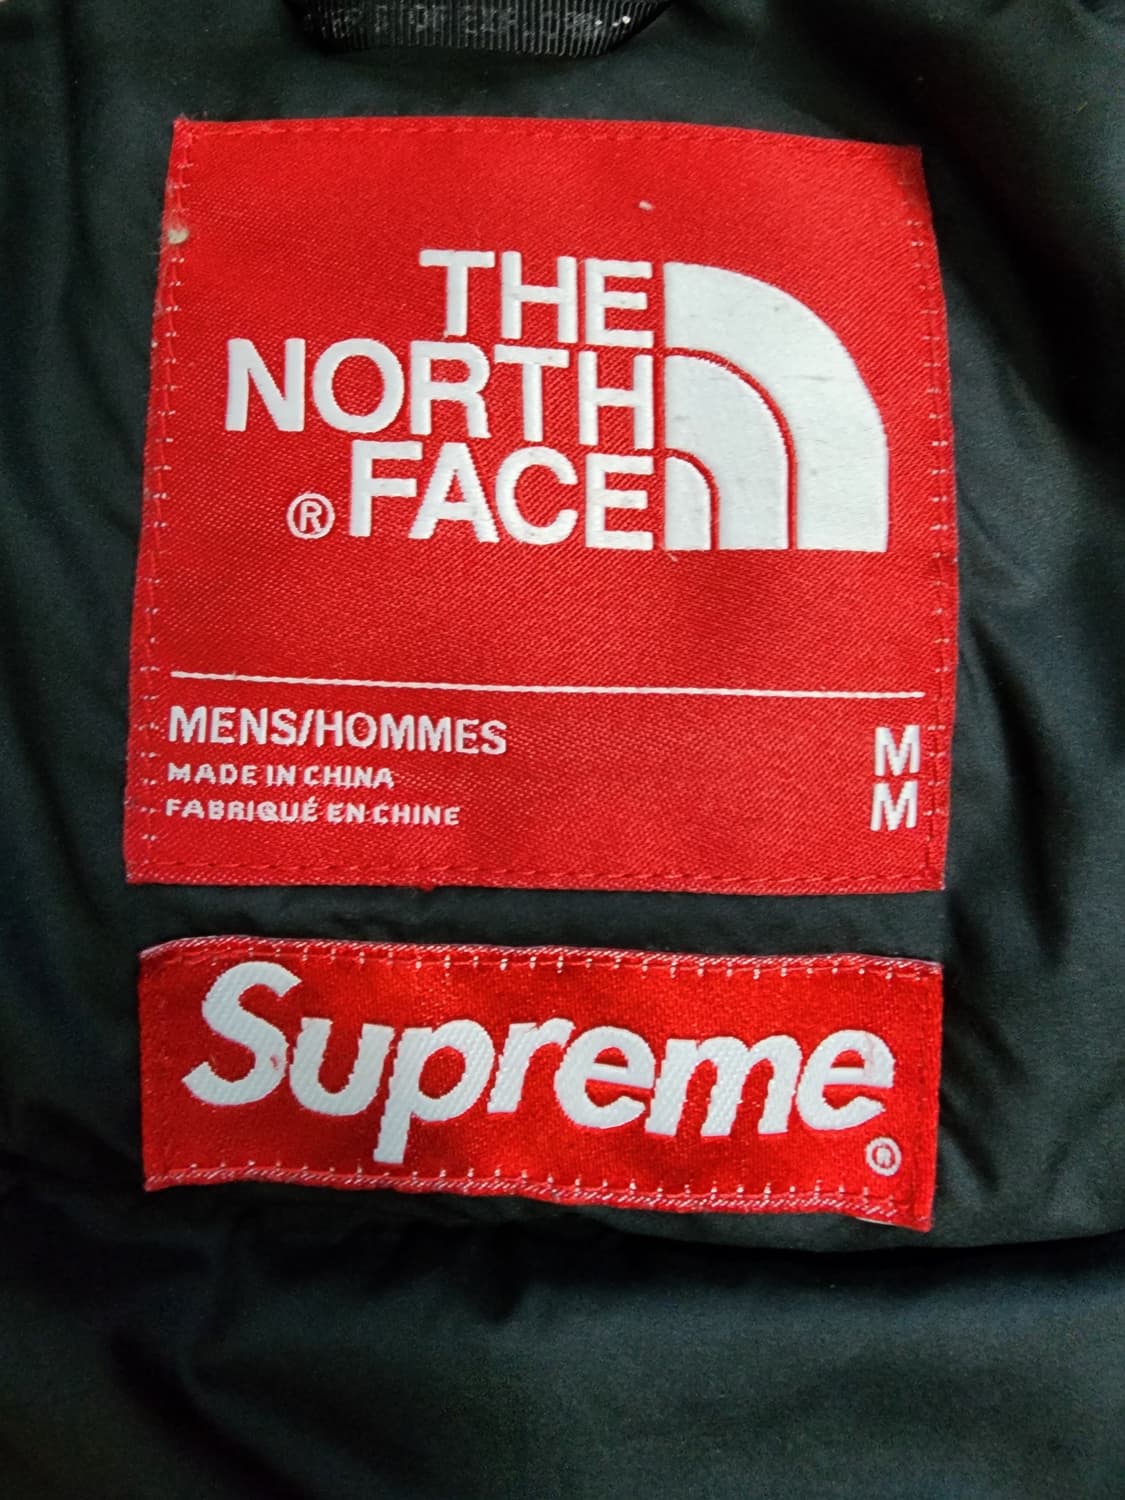 THE
NORTH
® FACE
MENS/HOMMES M
MADE IN CHINA
FABRIQUÉ EN CHINE M
Supreme
®